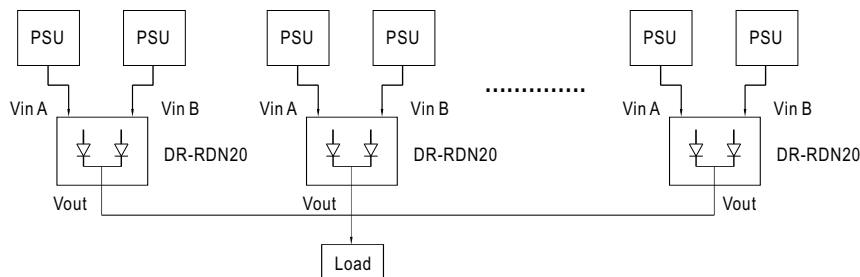 PSU PSU PSU PSU PSU PSU
Vin A Vin B Vin A Vin B Vin A Vin B
DR-RDN20 DR-RDN20 DR-RDN20
Vout Vout Vout
Load